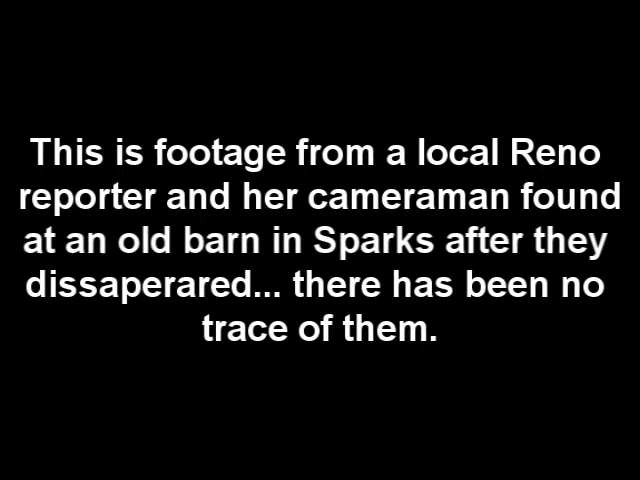 This is footage from a local Reno
reporter and her cameraman found
at an old barn in Sparks after they
dissaperared... there has been no
trace of them.